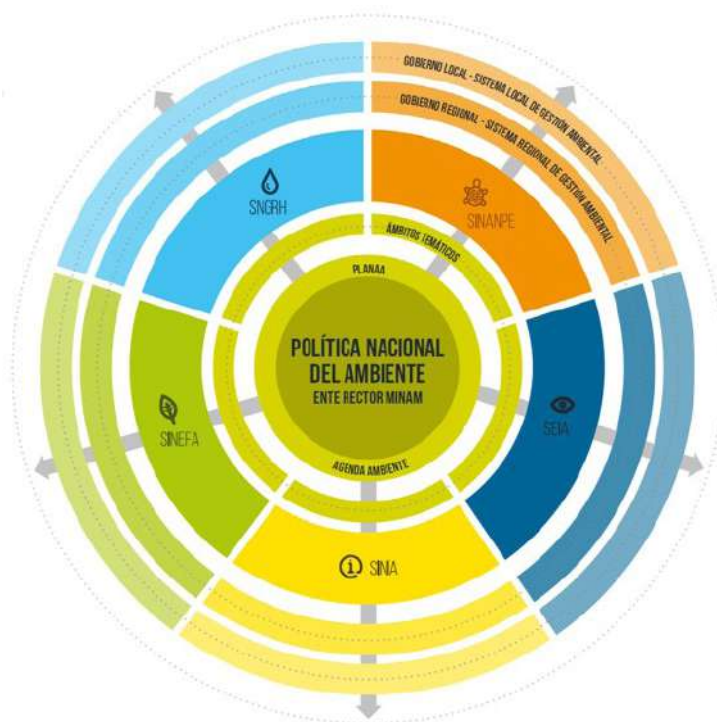 GOBIERNO LOCAL - SISTEMA LOCAL DE GESTIÓN AMBIENTAL
GOBIERNO REGIONAL - SISTEMA REGIONAL DE GESTIÓN AMBIENTAL
SNGRH
SINANPE
ÁMBITOS TEMÁTICOS
PLANAA
POLÍTICA NACIONAL
DEL AMBIENTE
ENTE RECTOR MINAM
AGENDA AMBIENTE
SINEFA
SEIA
SINIA